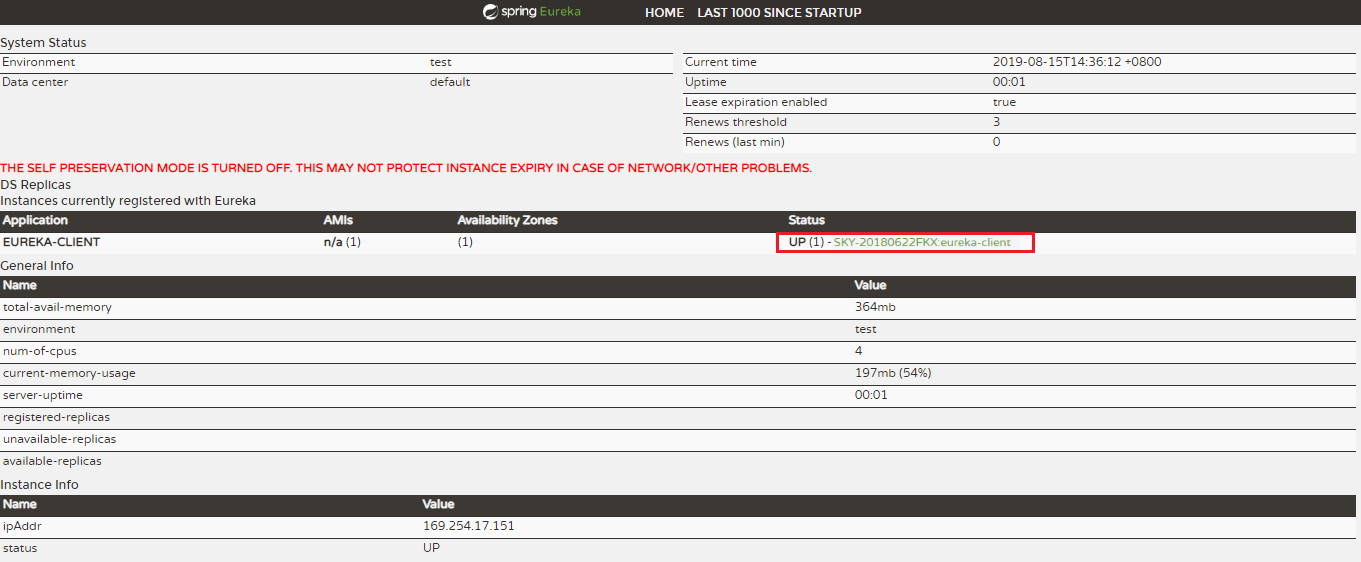 spring Eureka HOME LAST 1000 SINCE STARTUP
System Status
Environment test
Data center default
Current time 2019-08-15T14:36:12 +0800
Uptime 00:01
Lease expiration enabled true
Renews threshold 3
Renews (last min) 0
THE SELF PRESERVATION MODE IS TURNED OFF. THIS MAY NOT PROTECT INSTANCE EXPIRY IN CASE OF NETWORK/OTHER PROBLEMS.
DS Replicas
Instances currently registered with Eureka
Application AMIs Availability Zones Status
EUREKA-CLIENT n/a (1) (1) UP (1) - SKY-20180622FKX:eureka-client
General Info
Name Value
total-avail-memory 364mb
environment test
num-of-cpus 4
current-memory-usage 197mb (54%)
server-uptime 00:01
registered-replicas
unavailable-replicas
available-replicas
Instance Info
Name Value
ipAddr 169.254.17.151
status UP